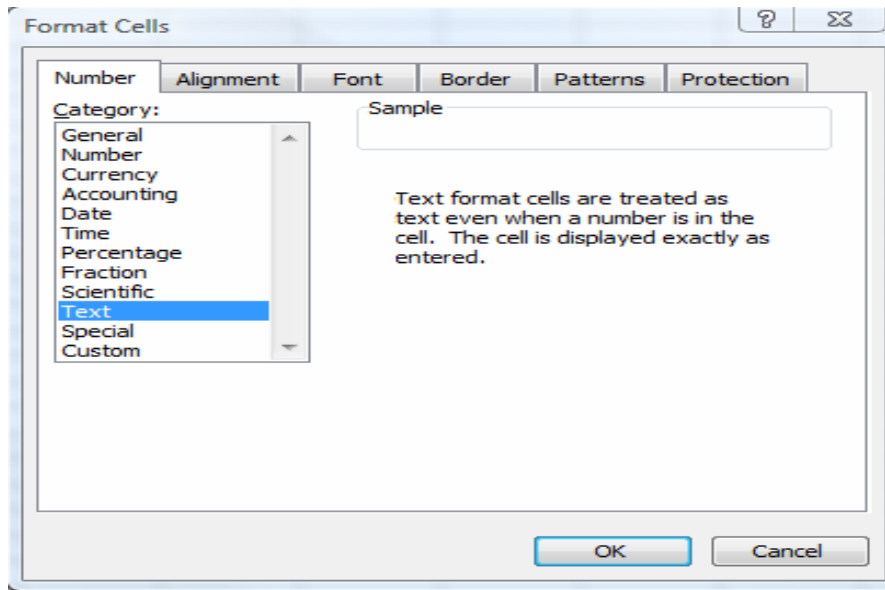 Format Cells
Number Alignment Font Border Patterns Protection
Category:
General
Number
Currency
Accounting
Date
Time
Percentage
Fraction
Scientific
Text
Special
Custom
Sample
Text format cells are treated as
text even when a number is in the
cell. The cell is displayed exactly as
entered.
OK Cancel